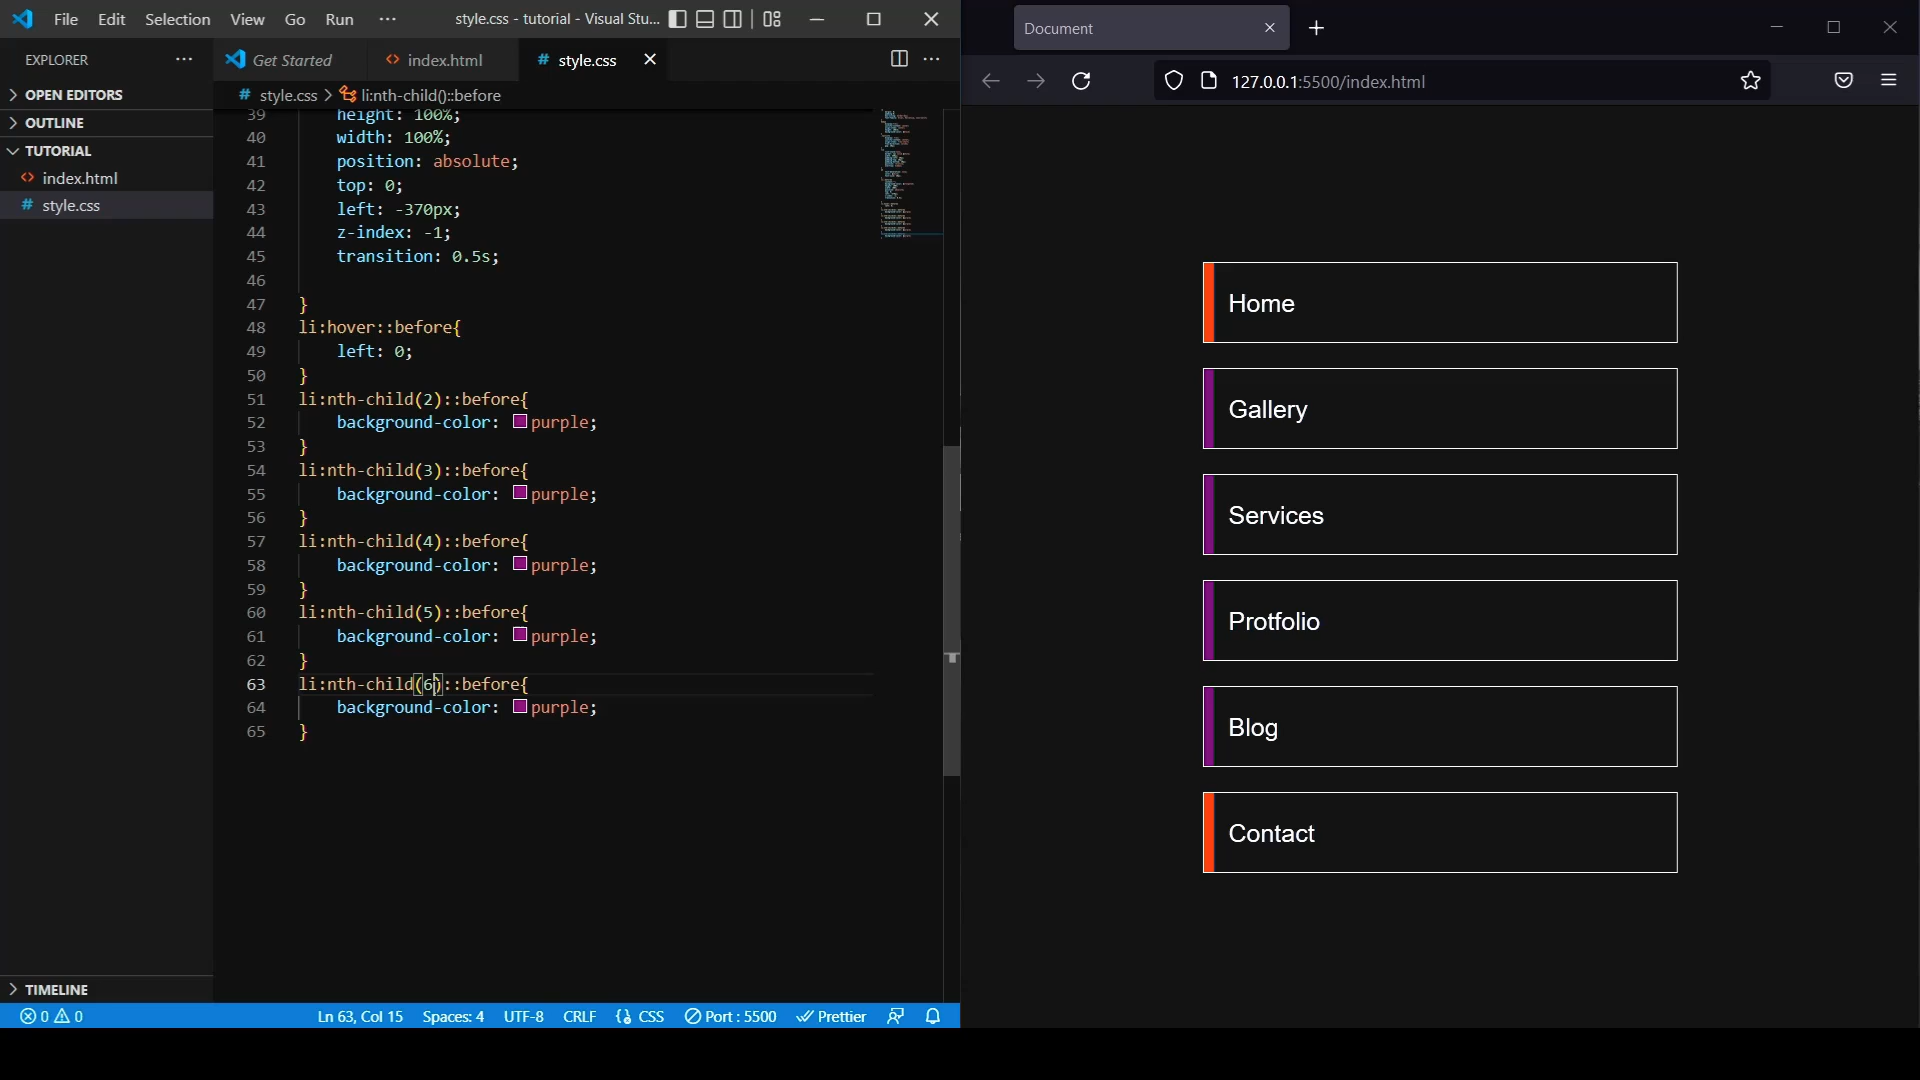 File Edit Selection View Go Run ··· style.css - tutorial - Visual Stu...
EXPLORER ···
Get Started
<> index.html
# style.css
# style.css > li:nth-child()::before
OPEN EDITORS
OUTLINE
TUTORIAL
<> index.html
# style.css
39 height: 100%;
40 width: 100%;
41 position: absolute;
42 top: 0;
43 left: -370px;
44 z-index: -1;
45 transition: 0.5s;
46
47 }
48 li:hover::before{
49 left: 0;
50 }
51 li:nth-child(2)::before{
52 background-color: purple;
53 }
54 li:nth-child(3)::before{
55 background-color: purple;
56 }
57 li:nth-child(4)::before{
58 background-color: purple;
59 }
60 li:nth-child(5)::before{
61 background-color: purple;
62 }
63 li:nth-child(6)::before{
64 background-color: purple;
65 }
TIMELINE
0 0 Ln 63, Col 15 Spaces: 4 UTF-8 CRLF CSS Port : 5500 Prettier
Document
127.0.0.1:5500/index.html
Home
Gallery
Services
Protfolio
Blog
Contact